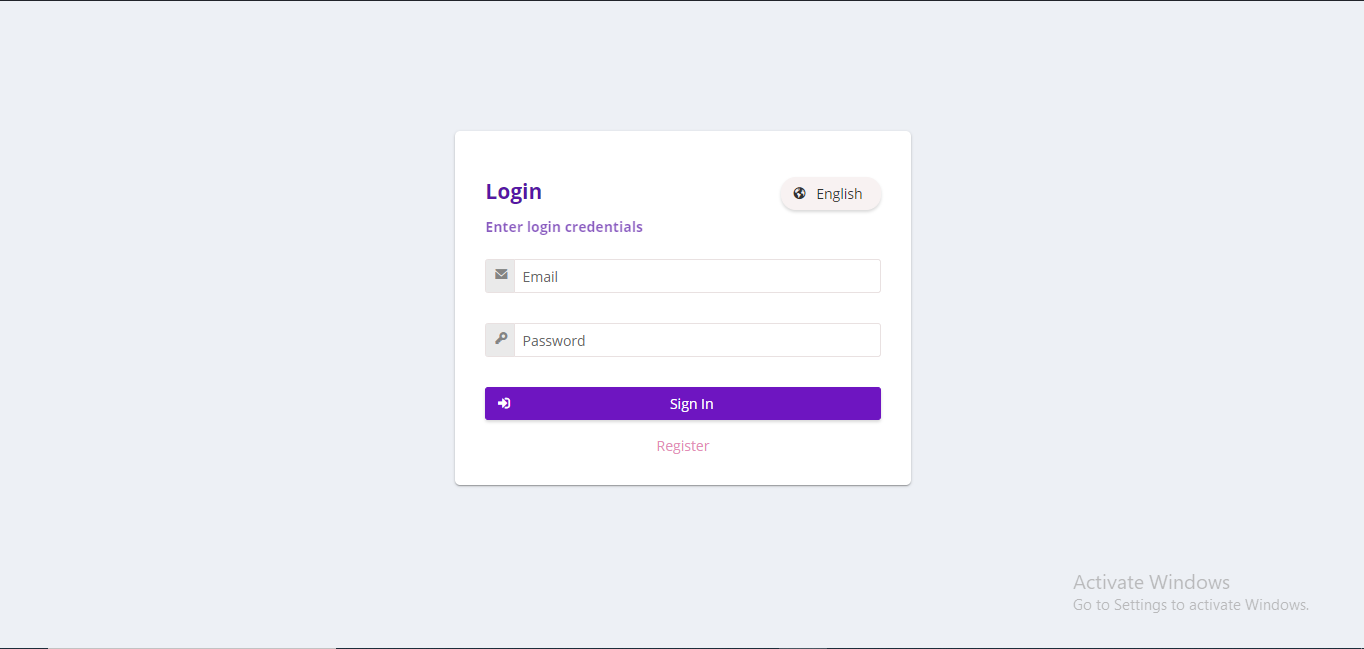 Login
English
Enter login credentials
Email
Password
Sign In
Register
Activate Windows
Go to Settings to activate Windows.